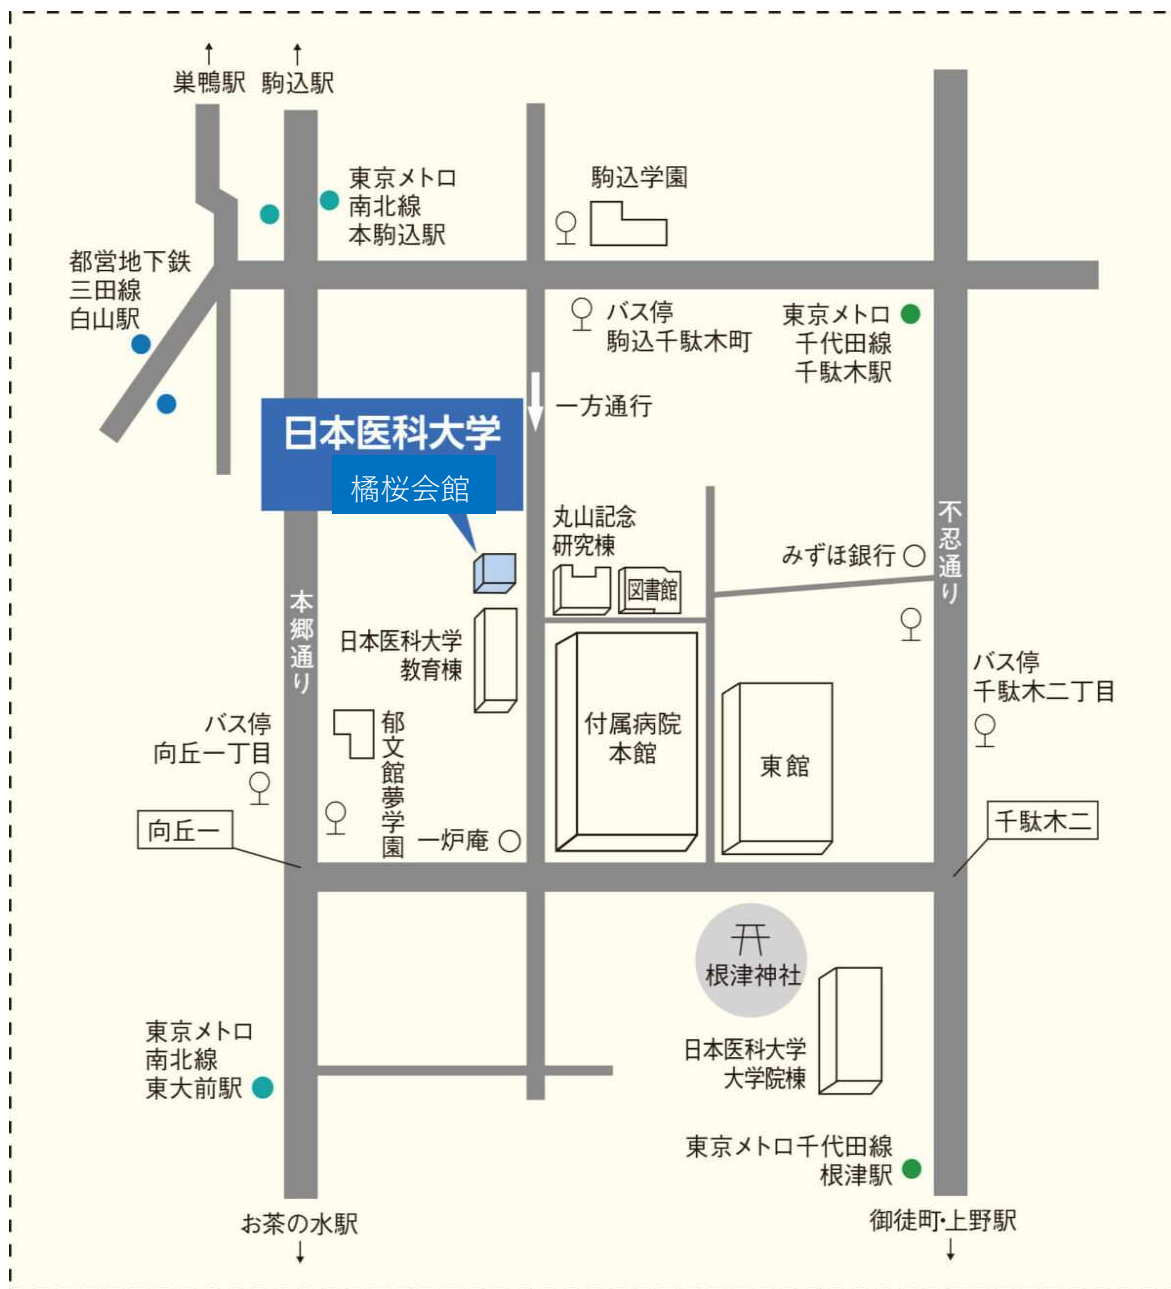 巣鴨駅
駒込駅
東京メトロ
南北線
本駒込駅
駒込学園
都営地下鉄
三田線
白山駅
バス停
駒込千駄木町
東京メトロ
千代田線
千駄木駅
一方通行
日本医科大学
橘桜会館
丸山記念
研究棟
図書館
みずほ銀行
不忍通り
本郷通り
日本医科大学
教育棟
バス停
千駄木二丁目
バス停
向丘一丁目
郁文館夢学園
付属病院
本館
東館
向丘一
一炉庵
千駄木二
根津神社
東京メトロ
南北線
東大前駅
日本医科大学
大学院棟
東京メトロ千代田線
根津駅
お茶の水駅
御徒町・上野駅